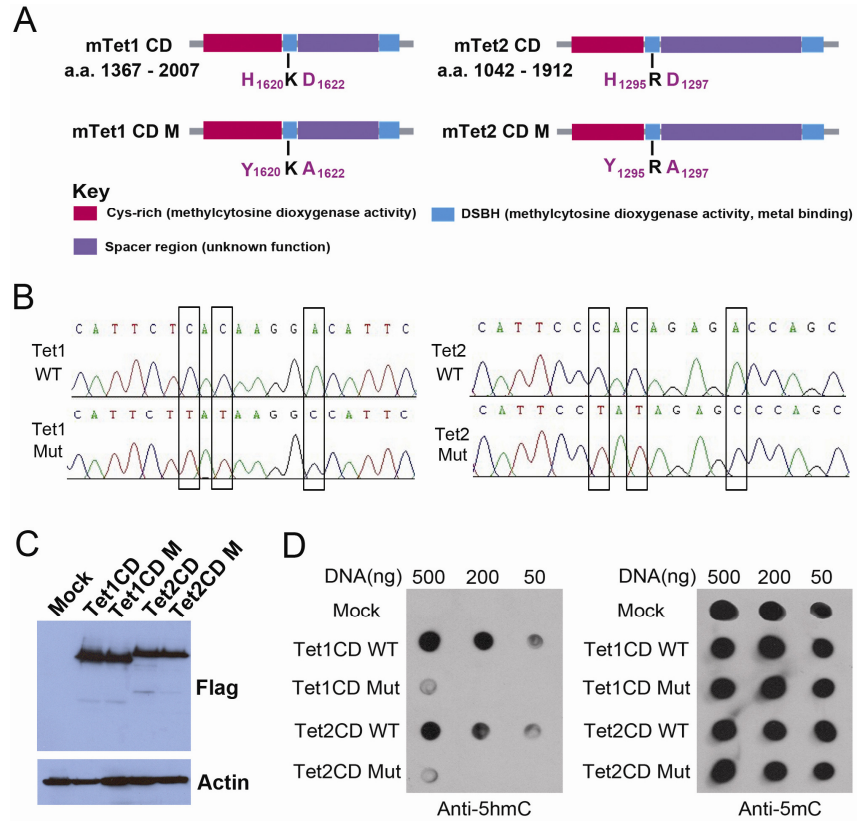 A
mTet1 CD
a.a. 1367 - 2007
H1620 K D1622
mTet2 CD
a.a. 1042 - 1912
H1295 R D1297
mTet1 CD M
Y1620 K A1622
mTet2 CD M
Y1295 R A1297
Key
Cys-rich (methylcytosine dioxygenase activity)
DSBH (methylcytosine dioxygenase activity, metal binding)
Spacer region (unknown function)
B
C A T T C T C A C A A G G A C A T T C
Tet1
WT
C A T T C T T A T A A G G C C A T T C
Tet1
Mut
C A T T C C C A C A G A G A C C A G C
Tet2
WT
C A T T C C T A T A G A G C C C A G C
Tet2
Mut
C
Mock
Tet1CD
Tet1CD M
Tet2CD
Tet2CD M
Flag
Actin
D
DNA(ng) 500 200 50
Mock
Tet1CD WT
Tet1CD Mut
Tet2CD WT
Tet2CD Mut
Anti-5hmC
DNA(ng) 500 200 50
Mock
Tet1CD WT
Tet1CD Mut
Tet2CD WT
Tet2CD Mut
Anti-5mC